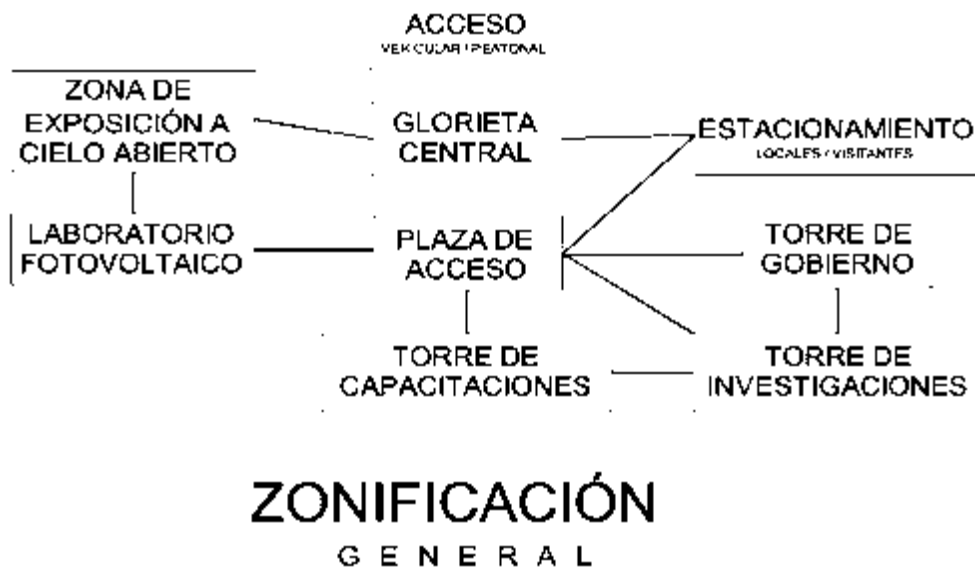 ACCESO
VEHICULAR / PEATONAL
ZONA DE
EXPOSICIÓN A
CIELO ABIERTO
GLORIETA
CENTRAL
ESTACIONAMIENTO
LOCALES / VISITANTES
LABORATORIO
FOTOVOLTAICO
PLAZA DE
ACCESO
TORRE DE
GOBIERNO
TORRE DE
CAPACITACIONES
TORRE DE
INVESTIGACIONES
ZONIFICACIÓN
GENERAL